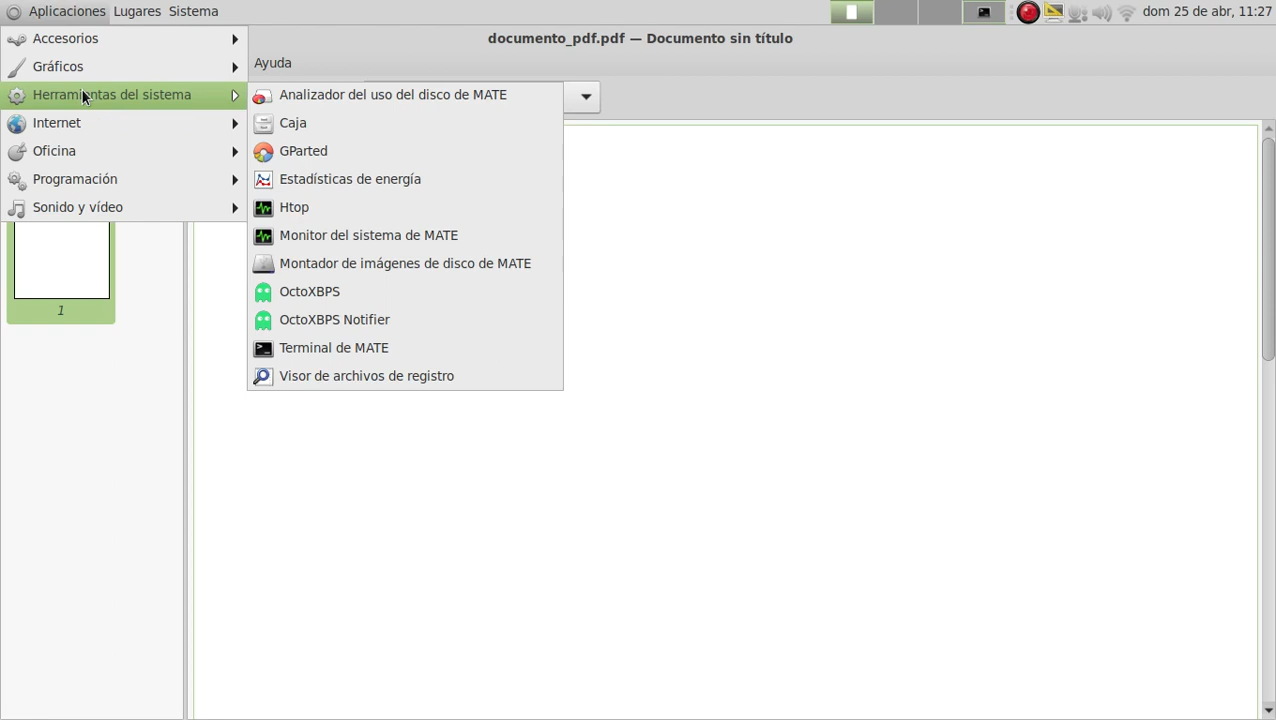 Aplicaciones Lugares Sistema dom 25 de abr, 11:27
documento_pdf.pdf — Documento sin título
Ayuda
Accesorios
Gráficos
Herramientas del sistema
Internet
Oficina
Programación
Sonido y vídeo
Analizador del uso del disco de MATE
Caja
GParted
Estadísticas de energía
Htop
Monitor del sistema de MATE
Montador de imágenes de disco de MATE
OctoXBPS
OctoXBPS Notifier
Terminal de MATE
Visor de archivos de registro
1